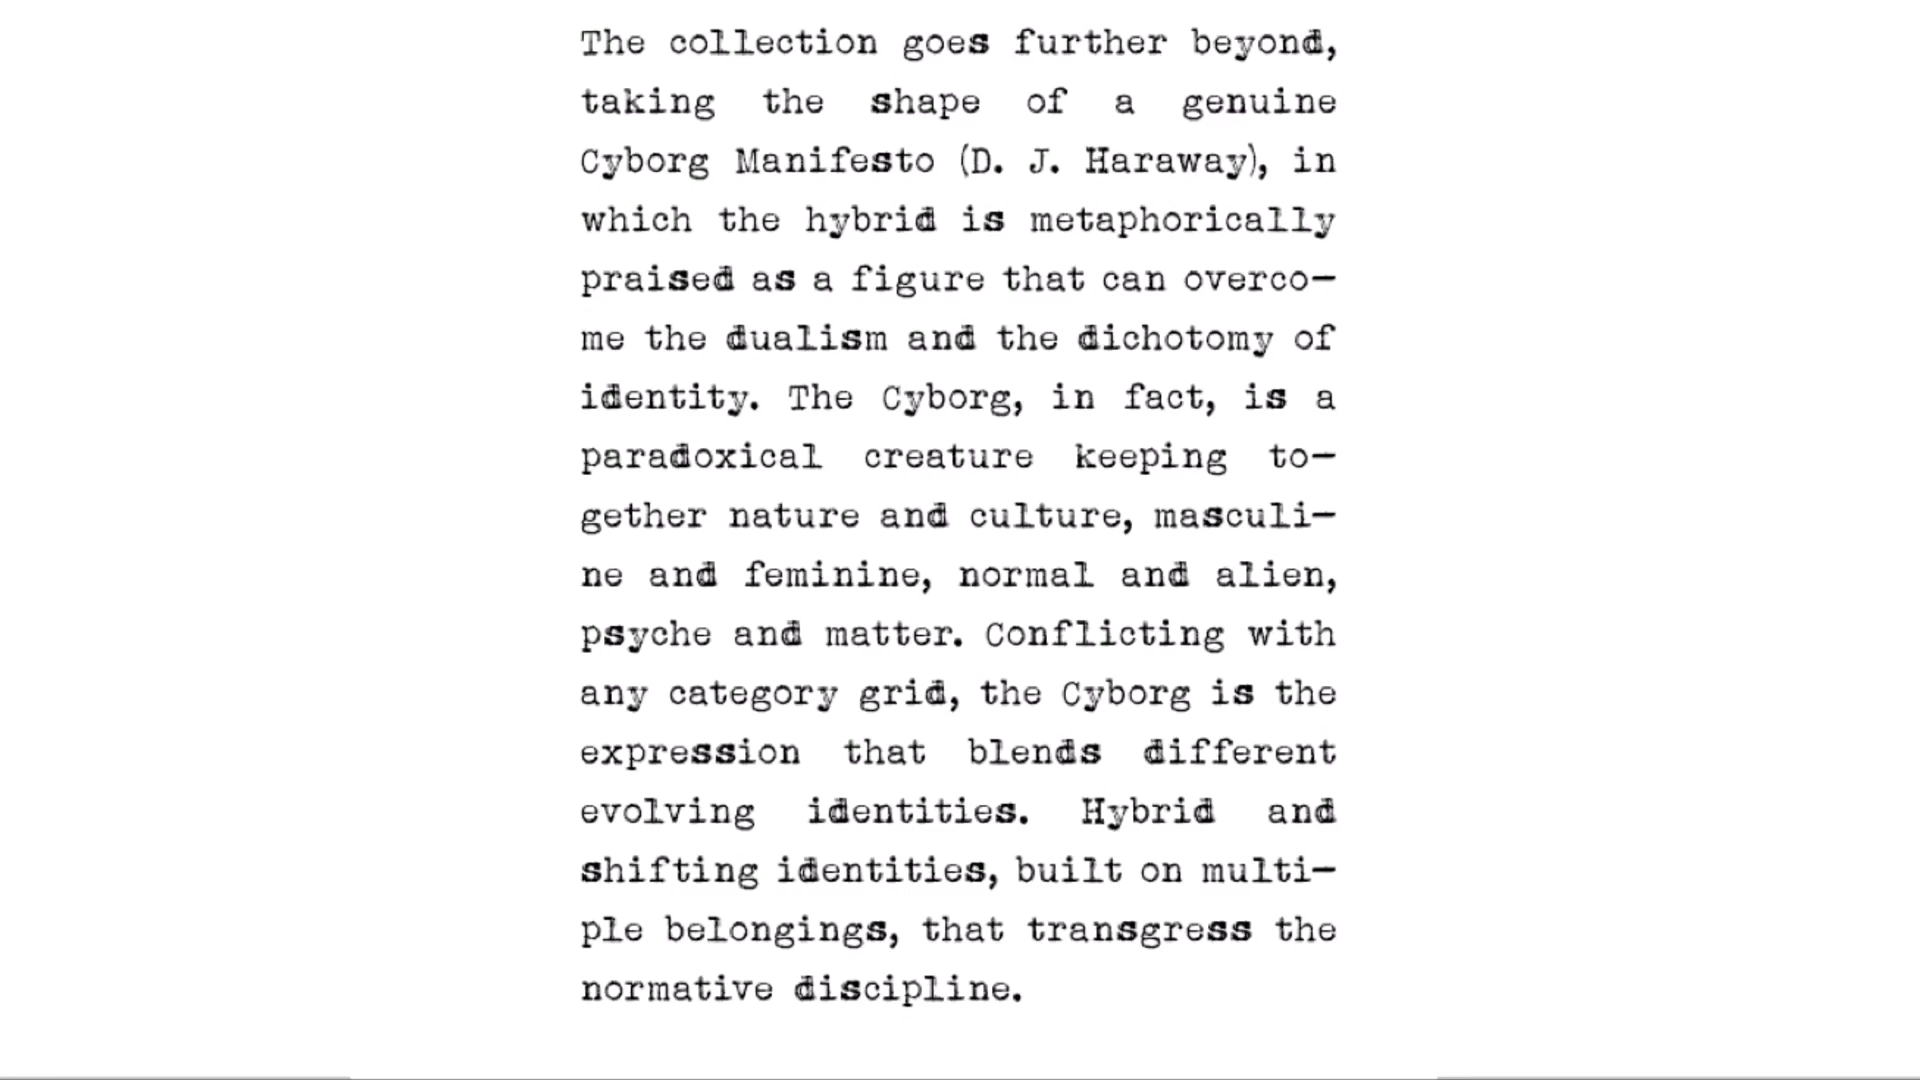 The collection goes further beyond,
taking the shape of a genuine
Cyborg Manifesto (D. J. Haraway), in
which the hybrid is metaphorically
praised as a figure that can overco—
me the dualism and the dichotomy of
identity. The Cyborg, in fact, is a
paradoxical creature keeping to—
gether nature and culture, masculi—
ne and feminine, normal and alien,
psyche and matter. Conflicting with
any category grid, the Cyborg is the
expression that blends different
evolving identities. Hybrid and
shifting identities, built on multi—
ple belongings, that transgress the
normative discipline.